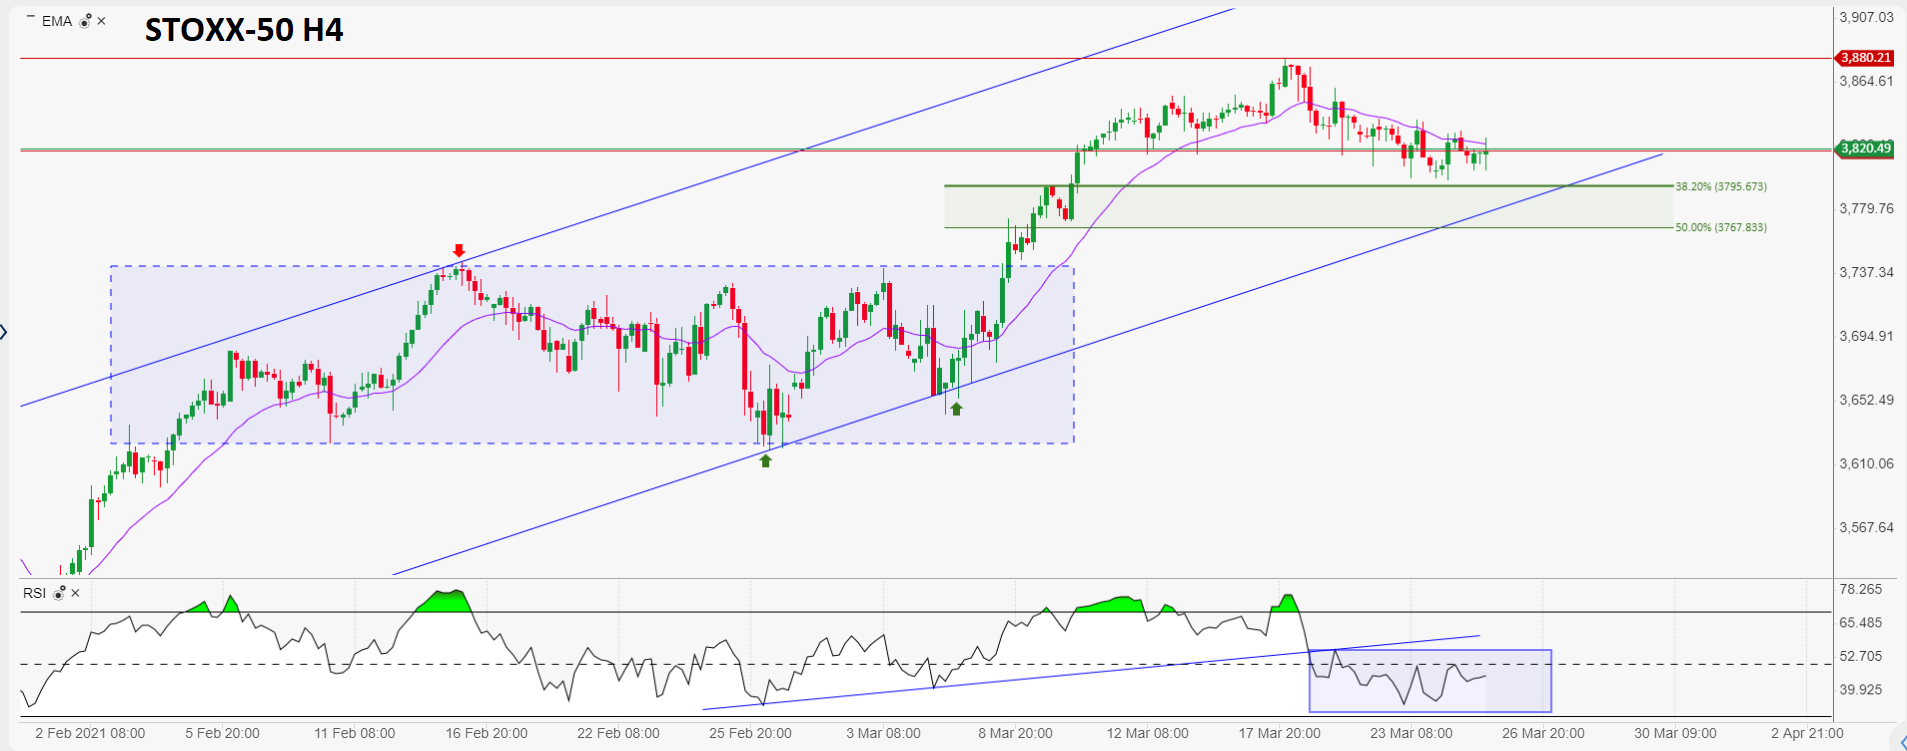 EMA
STOXX-50 H4
3,907.03
3,880.21
3,864.61
3,820.49
38.20% (3795.673)
3,779.76
50.00% (3767.833)
3,737.34
3,694.91
3,652.49
3,610.06
3,567.64
RSI
78.265
65.485
52.705
39.925
2 Feb 2021 08:00
5 Feb 20:00
11 Feb 08:00
16 Feb 20:00
22 Feb 08:00
25 Feb 20:00
3 Mar 08:00
8 Mar 20:00
12 Mar 08:00
17 Mar 20:00
23 Mar 08:00
26 Mar 20:00
30 Mar 09:00
2 Apr 21:00